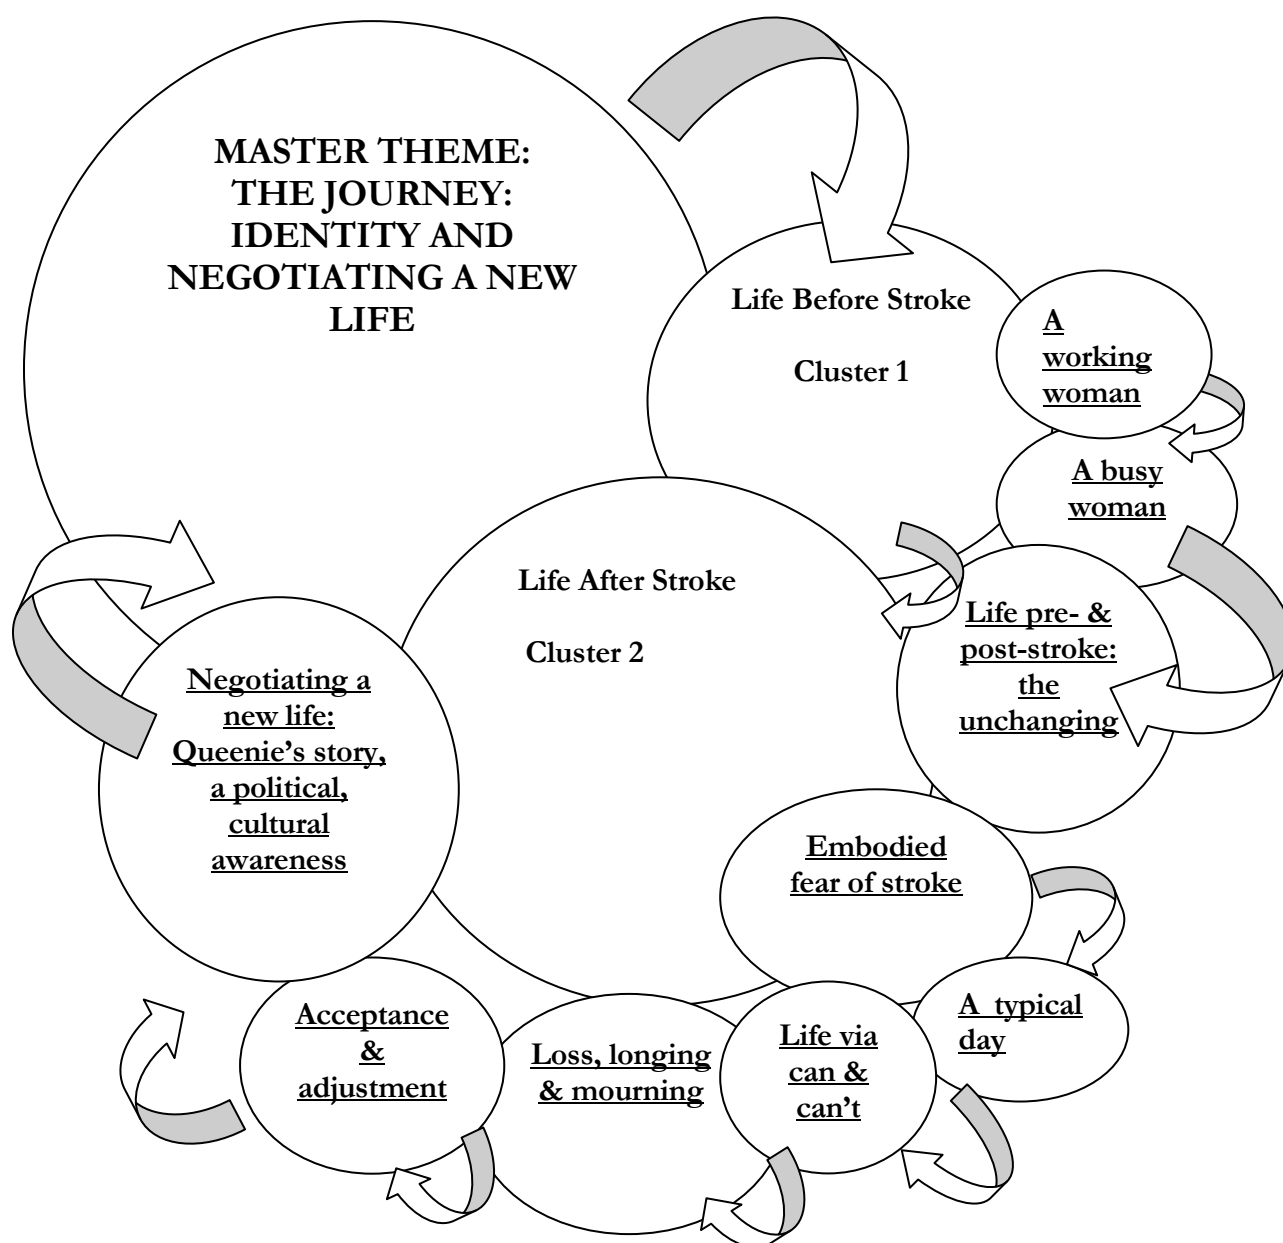 MASTER THEME:
THE JOURNEY:
IDENTITY AND
NEGOTIATING A NEW
LIFE
Life Before Stroke
Cluster 1
A
working
woman
A busy
woman
Life After Stroke
Cluster 2
Life pre- &
post-stroke:
the
unchanging
Negotiating a
new life:
Queenie’s story,
a political,
cultural
awareness
Embodied
fear of stroke
A typical
day
Life via
can &
can’t
Loss, longing
& mourning
Acceptance
&
adjustment